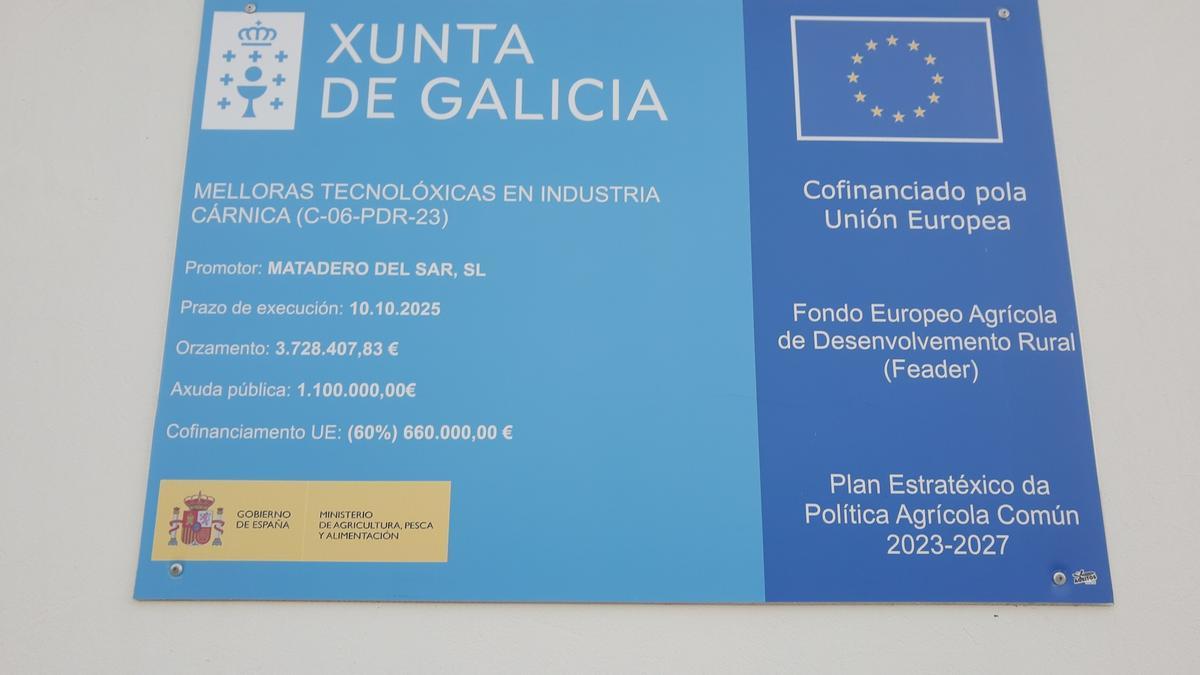 XUNTA
DE GALICIA
MELLORAS TECNOLÓXICAS EN INDUSTRIA
CÁRNICA (C-06-PDR-23)
Promotor: MATADERO DEL SAR, SL
Prazo de execución: 10.10.2025
Orzamento: 3.728.407,83 €
Axuda pública: 1.100.000,00€
Cofinanciamento UE: (60%) 660.000,00 €
GOBIERNO
DE ESPAÑA
MINISTERIO
DE AGRICULTURA, PESCA
Y ALIMENTACIÓN
Cofinanciado pola
Unión Europea
Fondo Europeo Agrícola
de Desenvolvemento Rural
(Feader)
Plan Estratéxico da
Política Agrícola Común
2023-2027